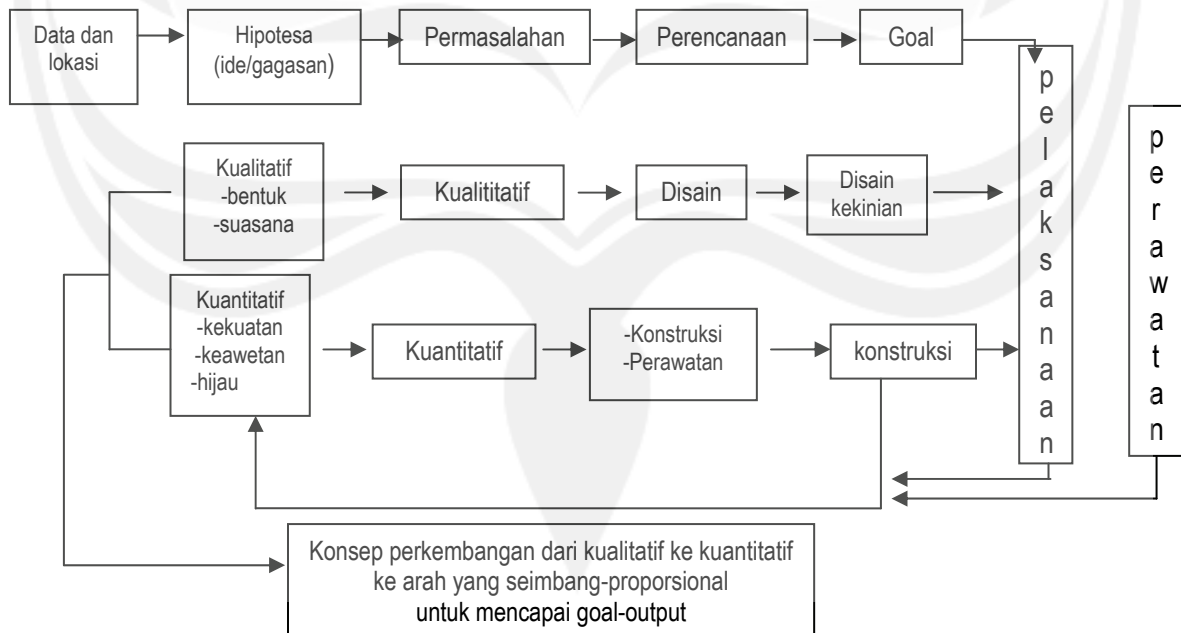 Data dan
lokasi
Hipotesa
(ide/gagasan)
Permasalahan
Perencanaan
Goal
pelaksanaan
perawatan
Kualitatif
-bentuk
-suasana
Kualititatif
Disain
Disain
kekinian
Kuantitatif
-kekuatan
-keawetan
-hijau
Kuantitatif
-Konstruksi
-Perawatan
konstruksi
Konsep perkembangan dari kualitatif ke kuantitatif
ke arah yang seimbang-proporsional
untuk mencapai goal-output